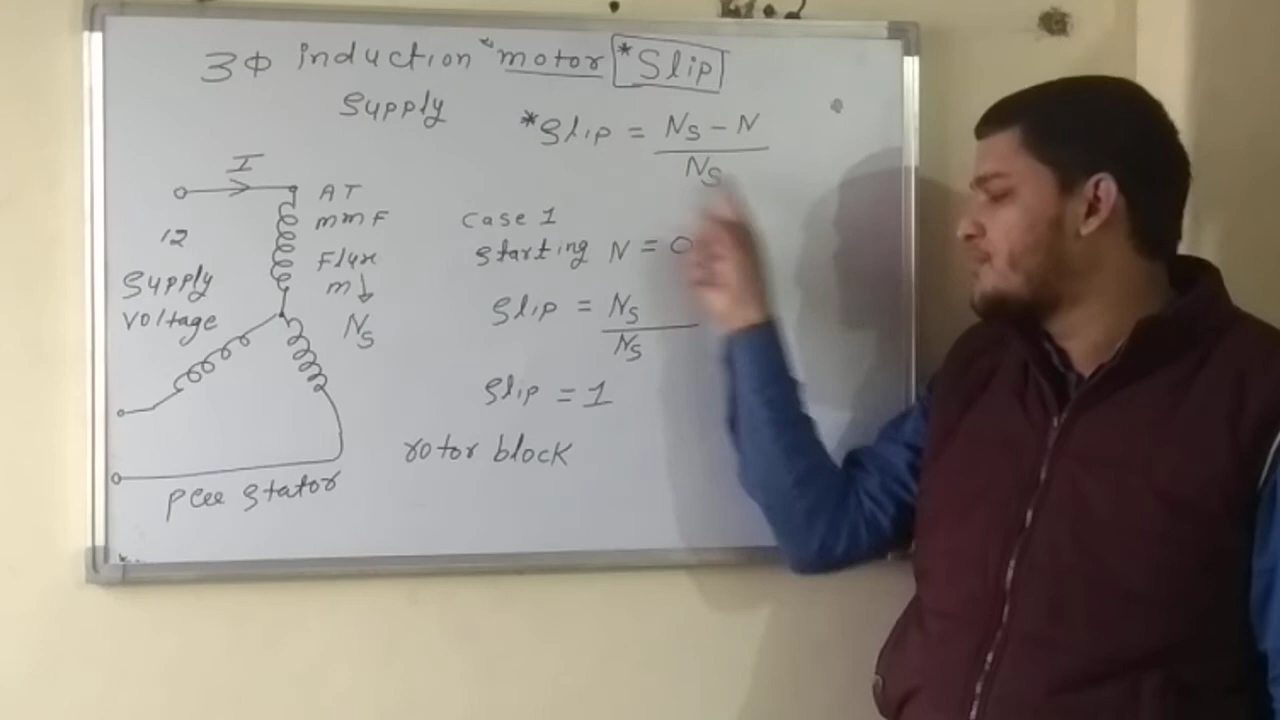 3Φ induction motor *Slip
Supply
*Slip = Ns - N
Ns
I
AT
mmF
Flux
m
Ns
12
Supply
Voltage
Case 1
Starting N = 0
Slip = Ns
Ns
Slip = 1
rotor block
Stator